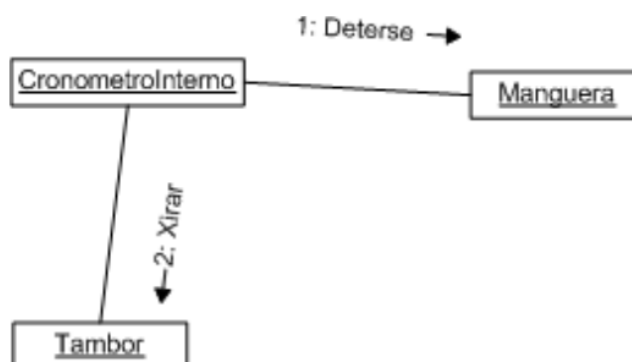 1: Deterse
CronometroInterno
Manguera
2: Xirar
Tambor